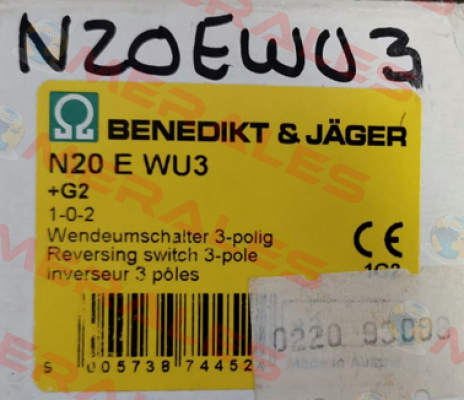 N20EWU3
BENEDIKT & JÄGER
N20 E WU3
+G2
1-0-2
Wendeumschalter 3-polig
Reversing switch 3-pole
inverseur 3 pôles
CE
Made in Austria
9 005738 74452